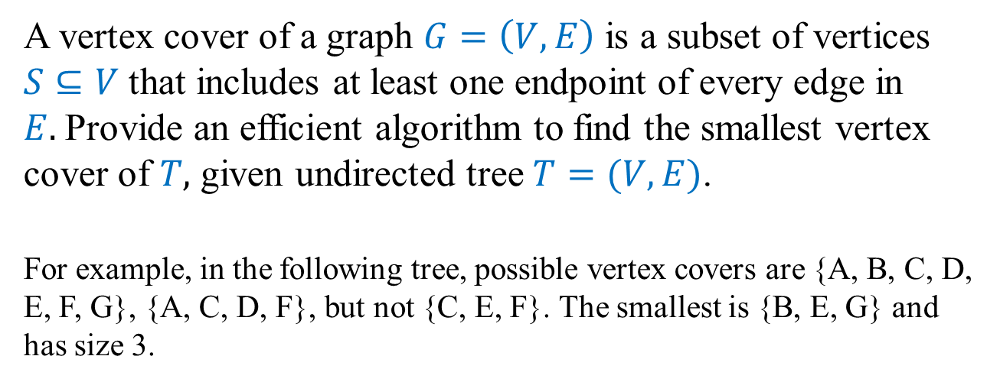 A vertex cover of a graph G = (V, E) is a subset of vertices
S ⊆ V that includes at least one endpoint of every edge in
E. Provide an efficient algorithm to find the smallest vertex
cover of T, given undirected tree T = (V, E).
For example, in the following tree, possible vertex covers are {A, B, C, D,
E, F, G}, {A, C, D, F}, but not {C, E, F}. The smallest is {B, E, G} and
has size 3.